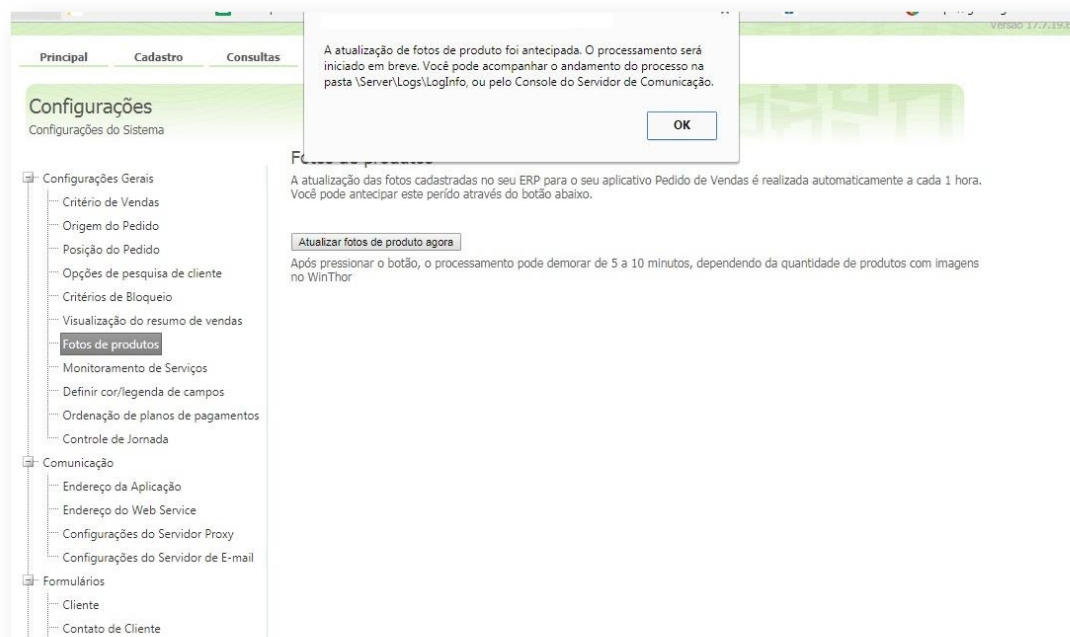 Versão 17.7.19.6
Principal Cadastro Consultas
A atualização de fotos de produto foi antecipada. O processamento será
iniciado em breve. Você pode acompanhar o andamento do processo na
pasta \Server\Logs\LogInfo, ou pelo Console do Servidor de Comunicação.
OK
Configurações
Configurações do Sistema
Fotos de produtos
A atualização das fotos cadastradas no seu ERP para o seu aplicativo Pedido de Vendas é realizada automaticamente a cada 1 hora.
Você pode antecipar este perído através do botão abaixo.
Atualizar fotos de produto agora
Após pressionar o botão, o processamento pode demorar de 5 a 10 minutos, dependendo da quantidade de produtos com imagens
no WinThor
Configurações Gerais
Critério de Vendas
Origem do Pedido
Posição do Pedido
Opções de pesquisa de cliente
Critérios de Bloqueio
Visualização do resumo de vendas
Fotos de produtos
Monitoramento de Serviços
Definir cor/legenda de campos
Ordenação de planos de pagamentos
Controle de Jornada
Comunicação
Endereço da Aplicação
Endereço do Web Service
Configurações do Servidor Proxy
Configurações do Servidor de E-mail
Formulários
Cliente
Contato de Cliente